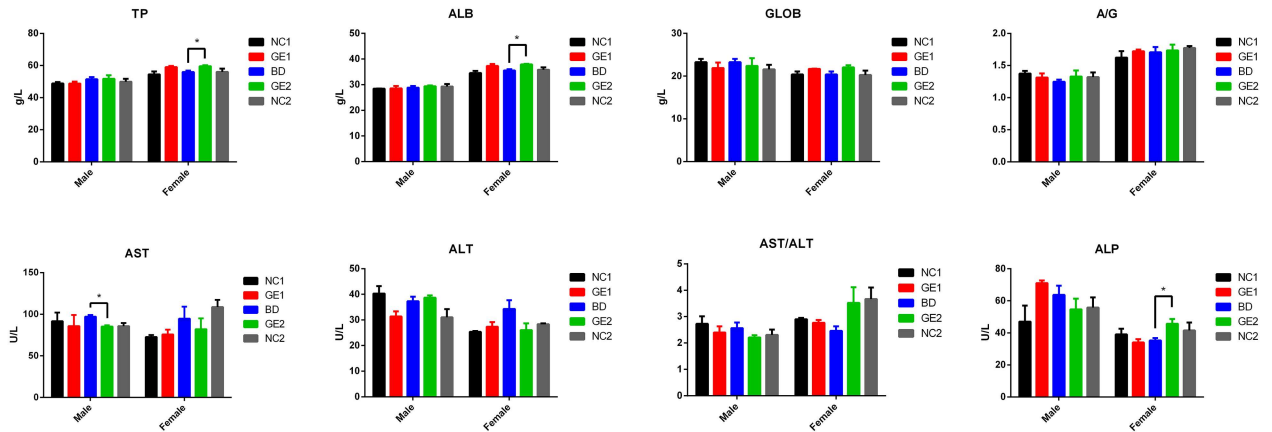 TP
g/L
80
60
40
20
0
*
Male
Female
NC1
GE1
BD
GE2
NC2
ALB
g/L
50
40
30
20
10
0
*
Male
Female
NC1
GE1
BD
GE2
NC2
GLOB
g/L
30
20
10
0
Male
Female
NC1
GE1
BD
GE2
NC2
A/G
2.0
1.5
1.0
1.5
0.0
Male
Female
NC1
GE1
BD
GE2
NC2
AST
U/L
150
100
50
0
*
Male
Female
NC1
GE1
BD
GE2
NC2
ALT
U/L
50
40
30
20
10
0
Male
Female
NC1
GE1
BD
GE2
NC2
AST/ALT
5
4
3
2
1
0
Male
Female
NC1
GE1
BD
GE2
NC2
ALP
U/L
80
60
40
20
0
*
Male
Female
NC1
GE1
BD
GE2
NC2